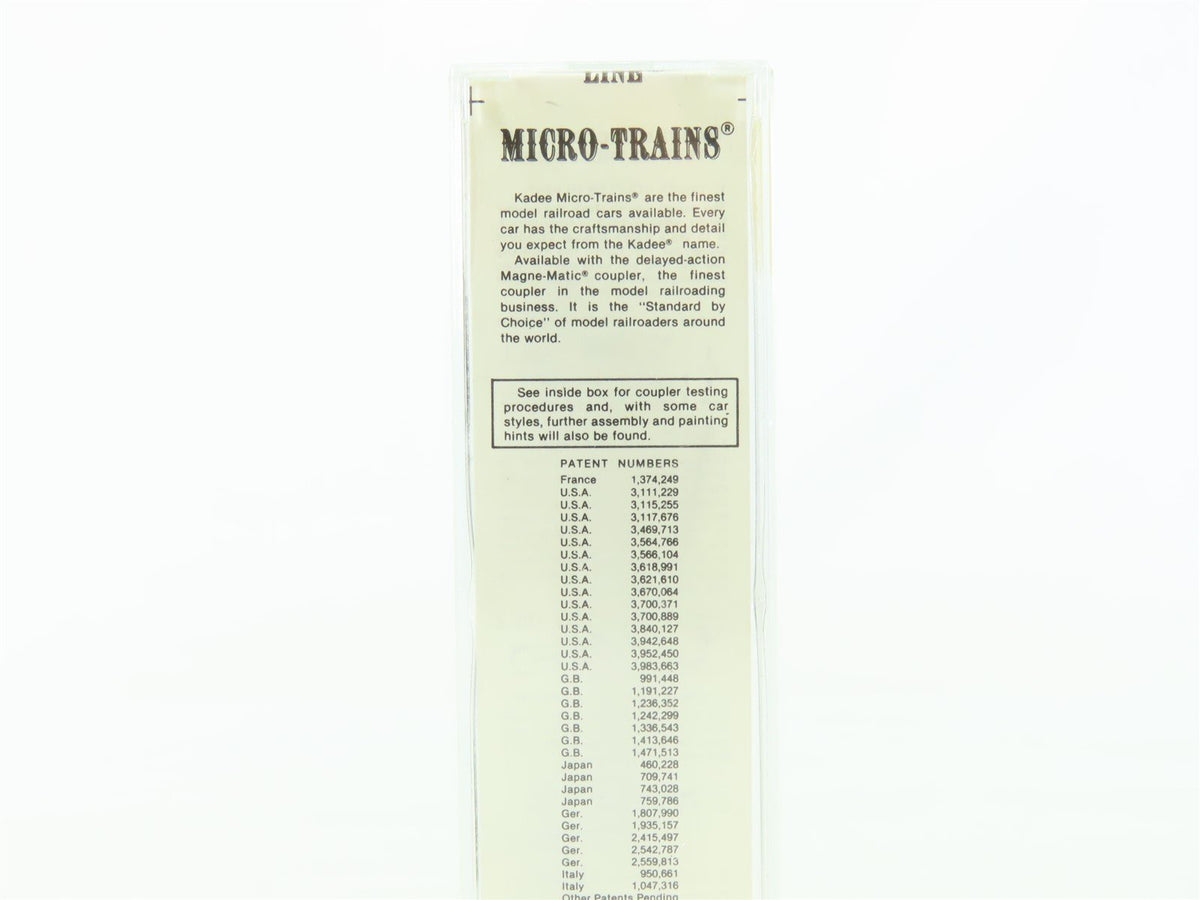 LINE
MICRO-TRAINS®
Kadee Micro-Trains® are the finest
model railroad cars available. Every
car has the craftsmanship and detail
you expect from the Kadee® name.
Available with the delayed-action
Magne-Matic® coupler, the finest
coupler in the model railroading
business. It is the "Standard by
Choice" of model railroaders around
the world.
See inside box for coupler testing
procedures and, with some car
styles, further assembly and painting
hints will also be found.
PATENT NUMBERS
France 1,374,249
U.S.A. 3,111,229
U.S.A. 3,115,255
U.S.A. 3,117,676
U.S.A. 3,469,713
U.S.A. 3,564,766
U.S.A. 3,566,104
U.S.A. 3,618,991
U.S.A. 3,621,610
U.S.A. 3,670,064
U.S.A. 3,700,371
U.S.A. 3,700,889
U.S.A. 3,840,127
U.S.A. 3,942,648
U.S.A. 3,952,450
U.S.A. 3,983,663
G.B. 991,448
G.B. 1,191,227
G.B. 1,236,352
G.B. 1,242,299
G.B. 1,336,543
G.B. 1,413,646
G.B. 1,471,513
Japan 460,228
Japan 709,741
Japan 743,028
Japan 759,786
Ger. 1,807,990
Ger. 1,935,157
Ger. 2,415,497
Ger. 2,542,787
Ger. 2,559,813
Italy 950,661
Italy 1,047,316
Other Patents Pending